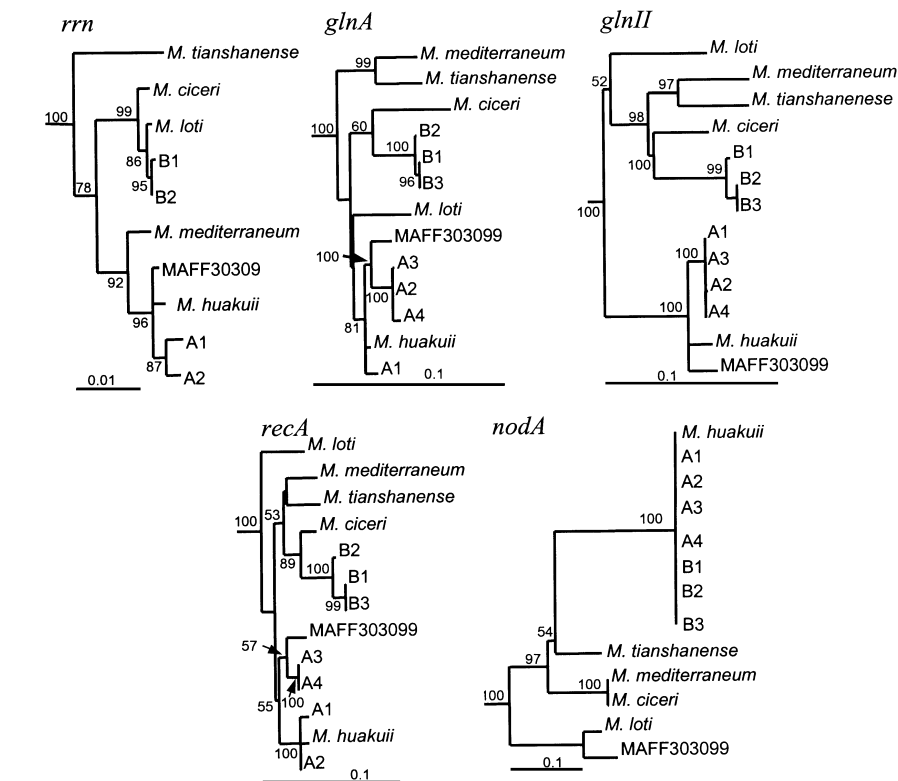 rrn
M. tianshanense
M. ciceri
99
100
M. loti
86
B1
95
B2
78
M. mediterraneum
MAFF30309
92
M. huakuii
96
A1
87
A2
0.01
glnA
M. mediterraneum
99
M. tianshanense
M. ciceri
100
60
B2
100
B1
96
B3
M. loti
MAFF303099
100
A3
A2
100
A4
81
M. huakuii
A1
0.1
glnII
M. loti
M. mediterraneum
52
97
M. tianshanenese
98
M. ciceri
B1
100
99
B2
B3
100
A1
100
A3
A2
100
A4
M. huakuii
MAFF303099
0.1
recA
M. loti
M. mediterraneum
M. tianshanense
100
53
M. ciceri
B2
89
100
B1
99
B3
MAFF303099
57
A3
A4
100
55
A1
M. huakuii
100
A2
0.1
nodA
M. huakuii
A1
A2
A3
100
A4
B1
B2
B3
54
M. tianshanense
97
M. mediterraneum
100
M. ciceri
100
M. loti
MAFF303099
0.1